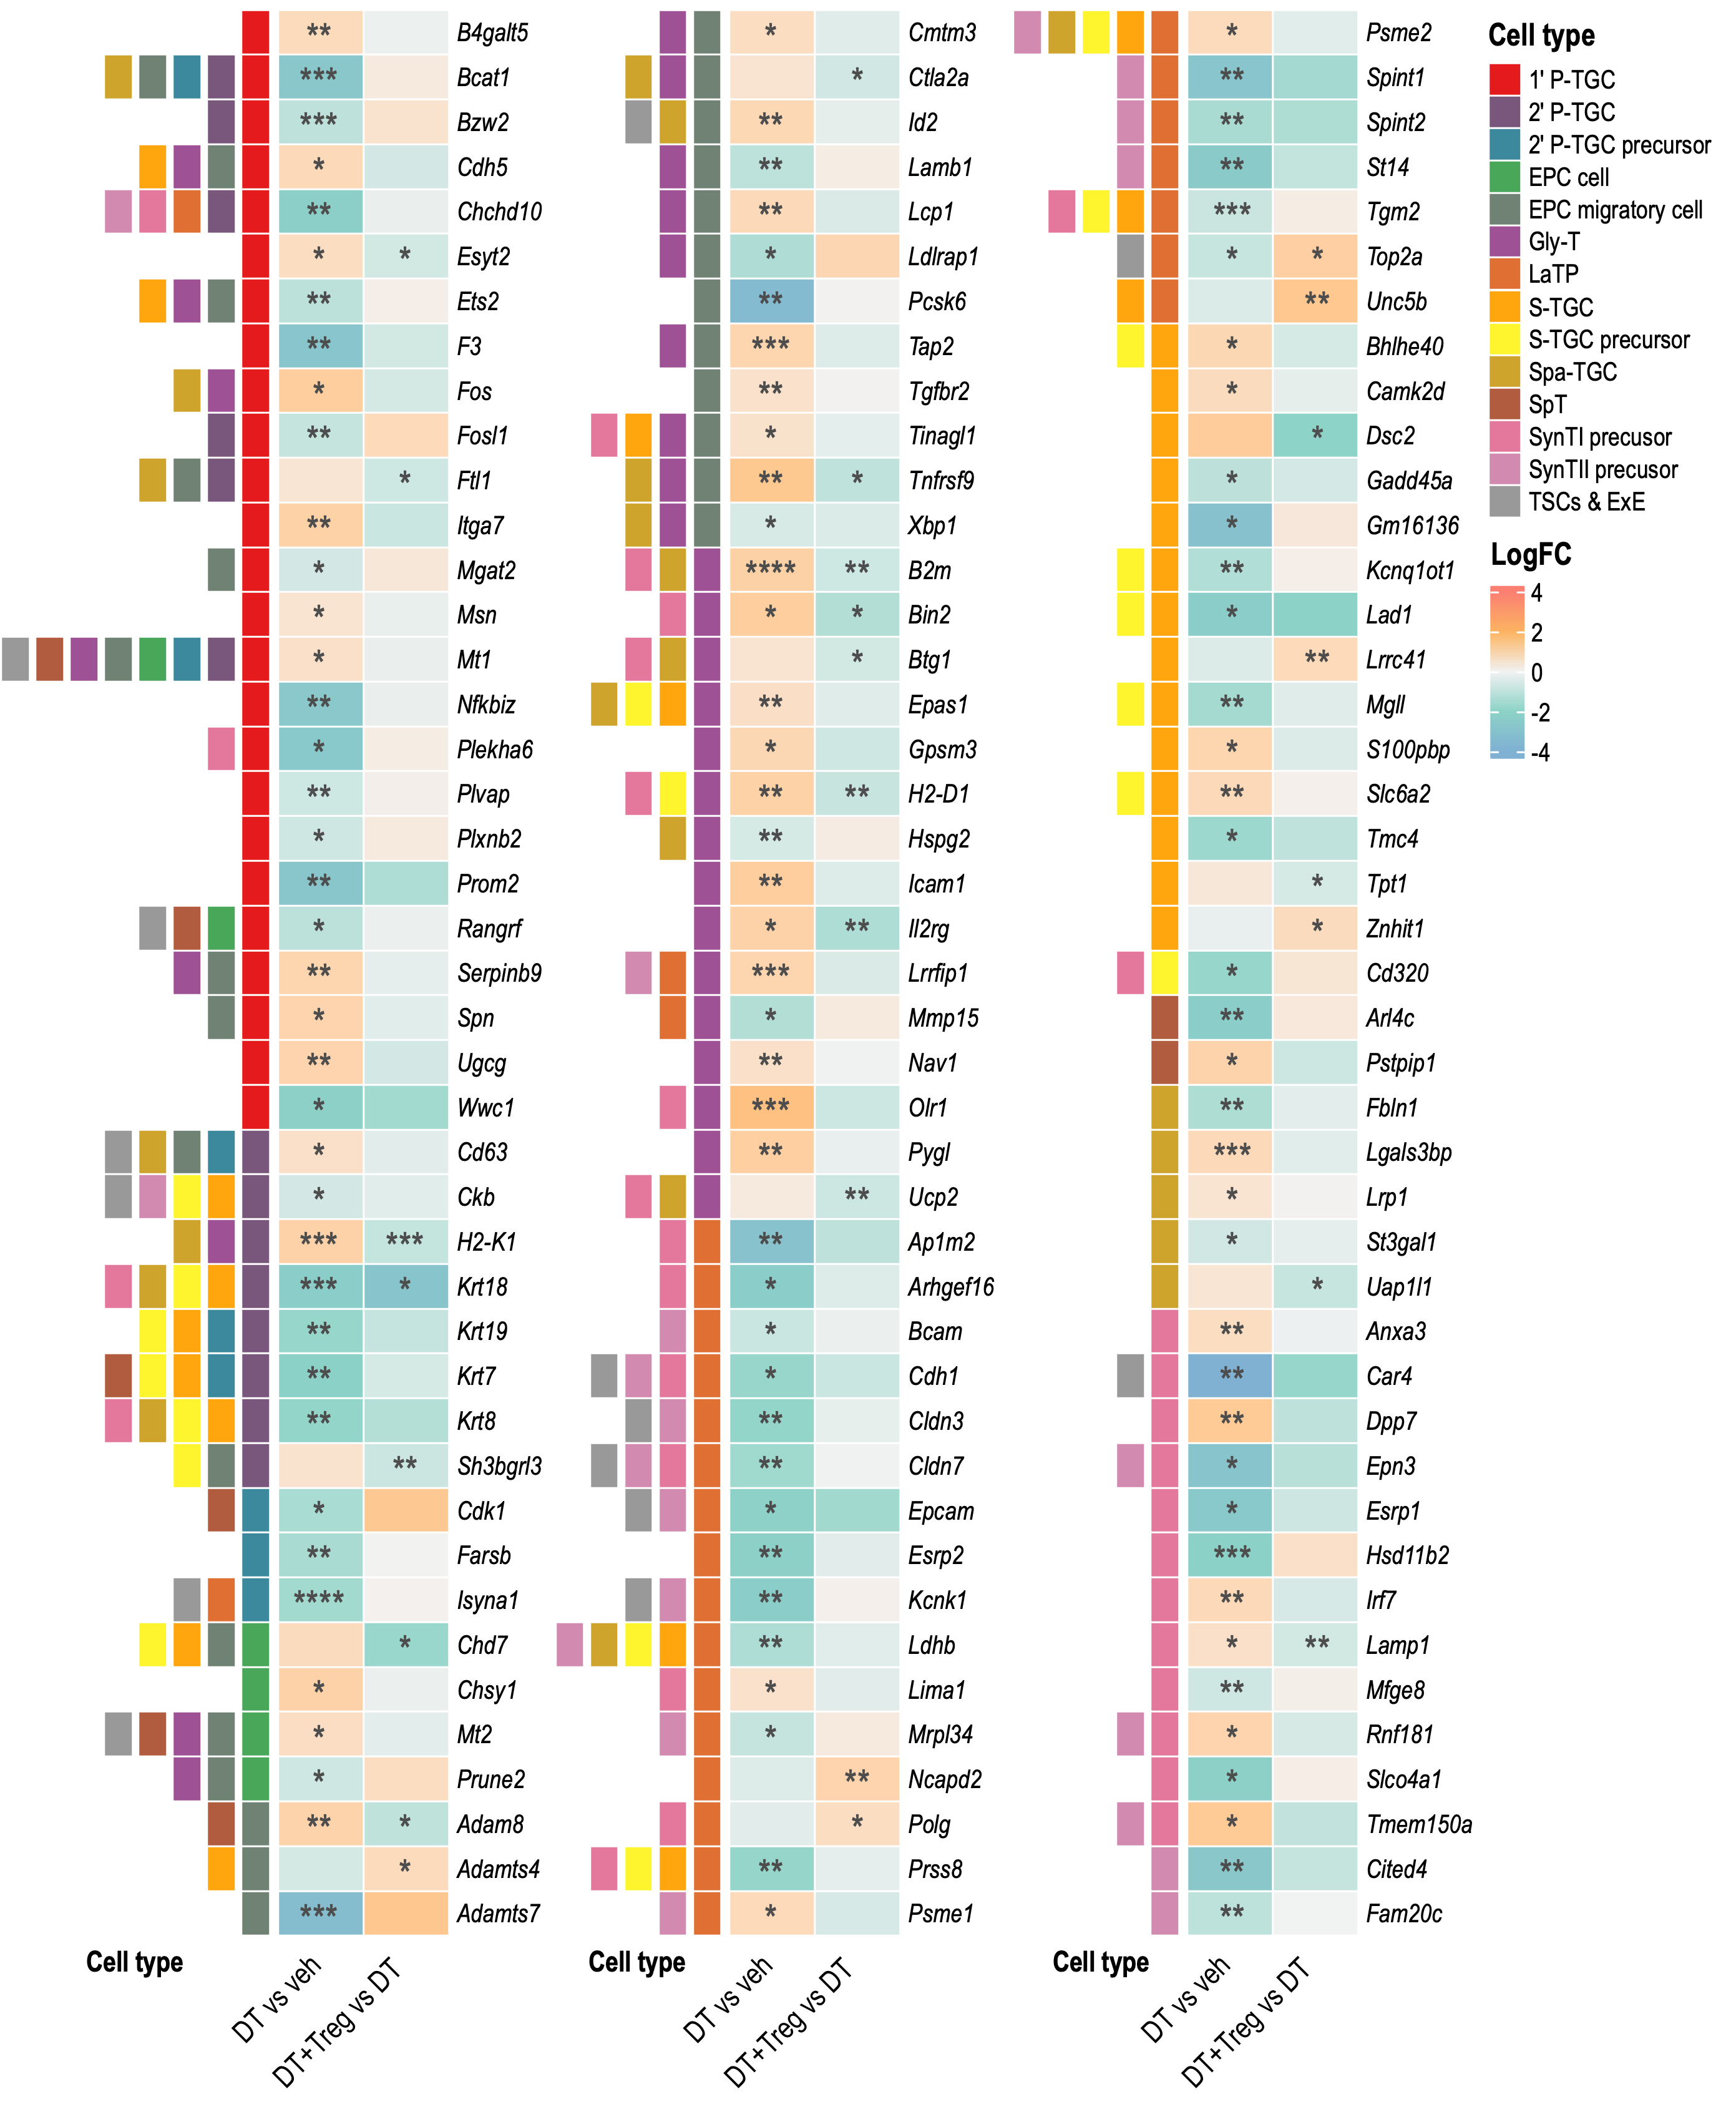 ** B4galt5
*** Bcat1
*** Bzw2
* Cdh5
** Chchd10
* * Esyt2
** Ets2
** F3
* Fos
** Fosl1
* Ftl1
** Itga7
* Mgat2
* Msn
* Mt1
** Nfkbiz
* Plekha6
** Plvap
* Plxnb2
** Prom2
* Rangrf
** Serpinb9
* Spn
** Ugcg
* Wwc1
* Cd63
* Ckb
*** *** H2-K1
*** * Krt18
** Krt19
** Krt7
** Krt8
** Sh3bgrl3
* Cdk1
** Farsb
**** Isyna1
* Chd7
* Chsy1
* Mt2
* Prune2
** * Adam8
* Adamts4
*** Adamts7
Cell type
DT vs veh
DT+Treg vs DT
* Cmtm3
* Ctla2a
** Id2
** Lamb1
** Lcp1
* Ldlrap1
** Pcsk6
*** Tap2
** Tgfbr2
* Tinagl1
** * Tnfrsf9
* Xbp1
**** ** B2m
* * Bin2
* Btg1
** Epas1
* Gpsm3
** ** H2-D1
** Hspg2
** Icam1
* ** Il2rg
*** Lrrfip1
* Mmp15
** Nav1
*** Olr1
** Pygl
** Ucp2
** Ap1m2
* Arhgef16
* Bcam
* Cdh1
** Cldn3
** Cldn7
* Epcam
** Esrp2
** Kcnk1
** Ldhb
* Lima1
* Mrpl34
** Ncapd2
* Polg
** Prss8
* Psme1
Cell type
DT vs veh
DT+Treg vs DT
* Psme2
** Spint1
** Spint2
** St14
*** Tgm2
* * Top2a
** Unc5b
* Bhlhe40
* Camk2d
* Dsc2
* Gadd45a
* Gm16136
** Kcnq1ot1
* Lad1
** Lrrc41
** Mgll
* S100pbp
** Slc6a2
* Tmc4
* Tpt1
* Znhit1
* Cd320
** Arl4c
* Pstpip1
** Fbln1
*** Lgals3bp
* Lrp1
* St3gal1
* Uap1l1
** Anxa3
** Car4
** Dpp7
* Epn3
* Esrp1
*** Hsd11b2
** Irf7
* ** Lamp1
** Mfge8
* Rnf181
* Slco4a1
* Tmem150a
** Cited4
** Fam20c
Cell type
DT vs veh
DT+Treg vs DT
Cell type
1' P-TGC
2' P-TGC
2' P-TGC precursor
EPC cell
EPC migratory cell
Gly-T
LaTP
S-TGC
S-TGC precursor
Spa-TGC
SpT
SynTI precusor
SynTII precusor
TSCs & ExE
LogFC
4
2
0
-2
-4